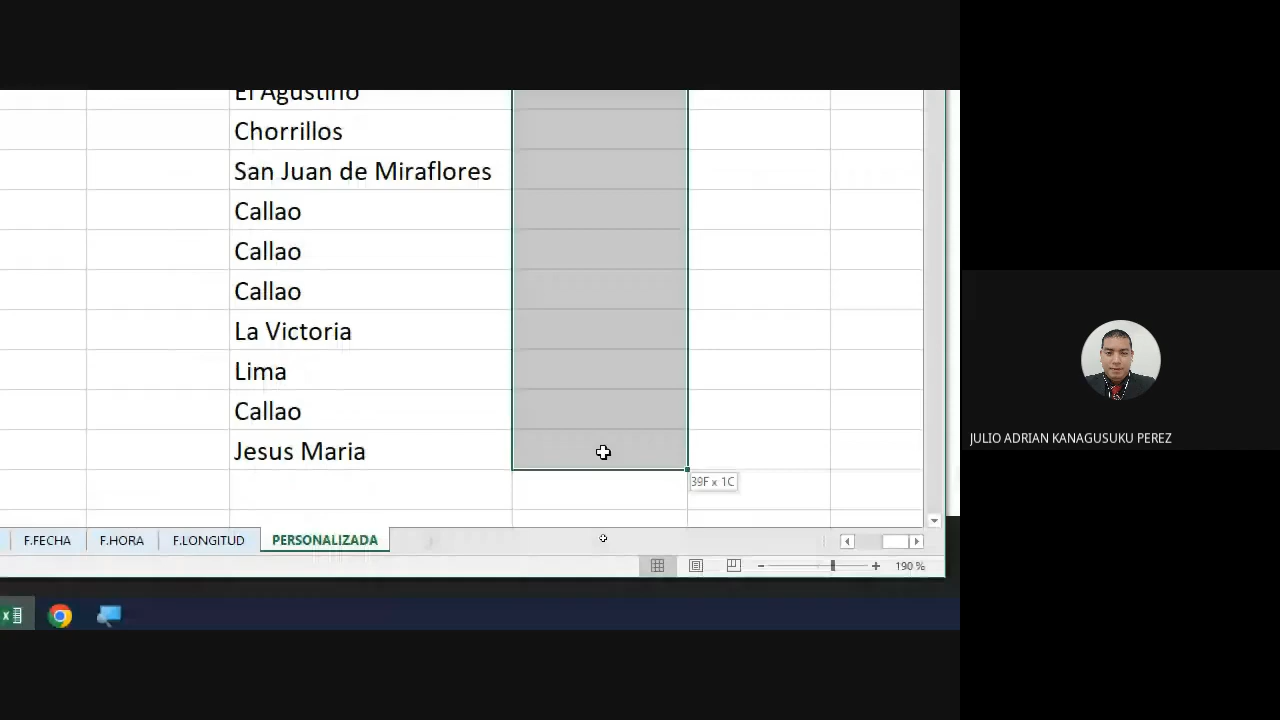 El Agustino
Chorrillos
San Juan de Miraflores
Callao
Callao
Callao
La Victoria
Lima
Callao
Jesus Maria
39F x 1C
F.FECHA F.HORA F.LONGITUD PERSONALIZADA
190 %
JULIO ADRIAN KANAGUSUKU PEREZ